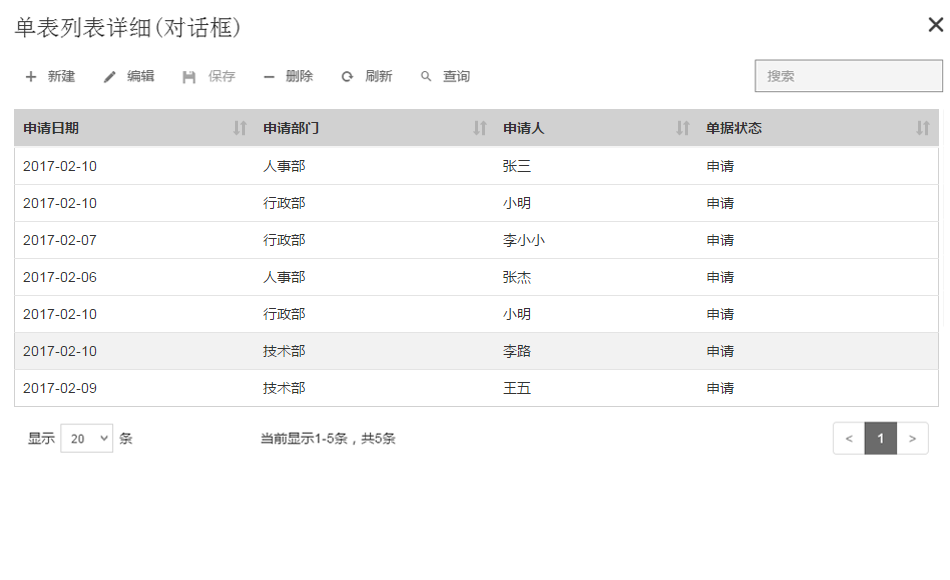 单表列表详细(对话框)
新建 编辑 保存 删除 刷新 查询 搜索
申请日期 申请部门 申请人 单据状态
2017-02-10 人事部 张三 申请
2017-02-10 行政部 小明 申请
2017-02-07 行政部 李小小 申请
2017-02-06 人事部 张杰 申请
2017-02-10 行政部 小明 申请
2017-02-10 技术部 李路 申请
2017-02-09 技术部 王五 申请
显示 20 条 当前显示1-5条，共5条 < 1 >